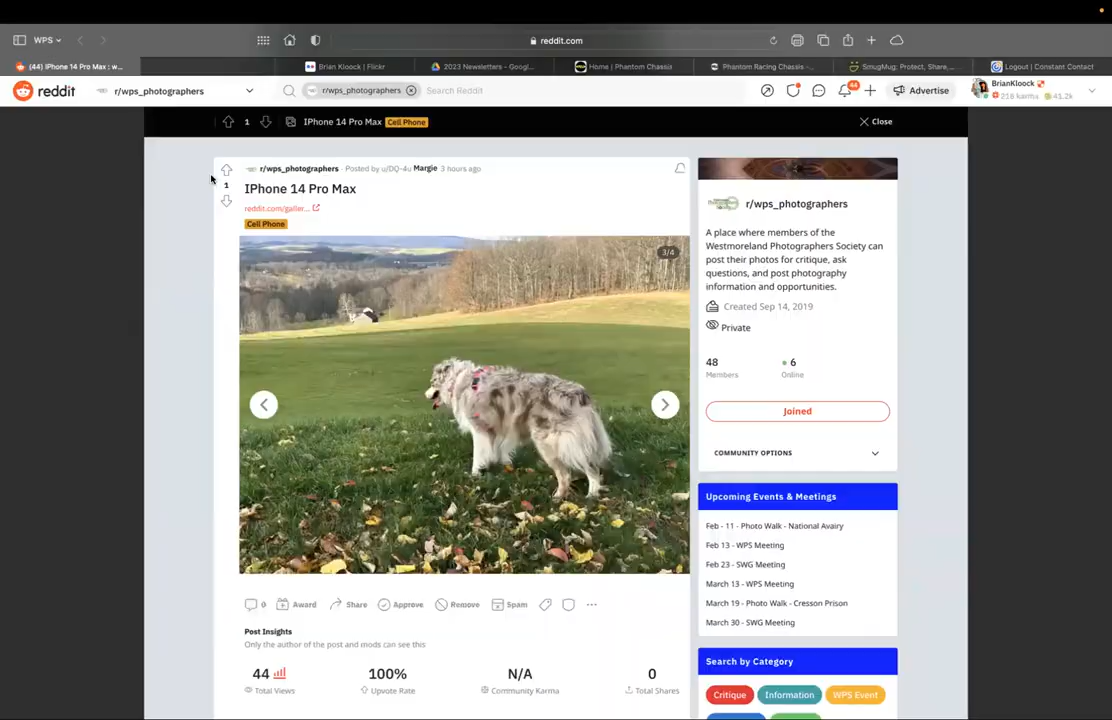 WPS
reddit.com
(44) IPhone 14 Pro Max : w...
Brian Kloock | Flickr
2023 Newsletters - Googl...
Home | Phantom Chassis
Phantom Racing Chassis -...
SmugMug: Protect, Share,...
Logout | Constant Contact
reddit
r/wps_photographers
r/wps_photographers
Search Reddit
44
Advertise
BrianKloock
216 karma 41.2k
1
IPhone 14 Pro Max
Cell Phone
Close
r/wps_photographers · Posted by u/DQ-4u Margie 3 hours ago
1
IPhone 14 Pro Max
reddit.com/galler...
Cell Phone
3/4
0
Award
Share
Approve
Remove
Spam
Post Insights
Only the author of the post and mods can see this
44
100%
N/A
0
Total Views
Upvote Rate
Community Karma
Total Shares
r/wps_photographers
A place where members of the
Westmoreland Photographers Society can
post their photos for critique, ask
questions, and post photography
information and opportunities.
Created Sep 14, 2019
Private
48
6
Members
Online
Joined
COMMUNITY OPTIONS
Upcoming Events & Meetings
Feb - 11 - Photo Walk - National Avairy
Feb 13 - WPS Meeting
Feb 23 - SWG Meeting
March 13 - WPS Meeting
March 19 - Photo Walk - Cresson Prison
March 30 - SWG Meeting
Search by Category
Critique
Information
WPS Event